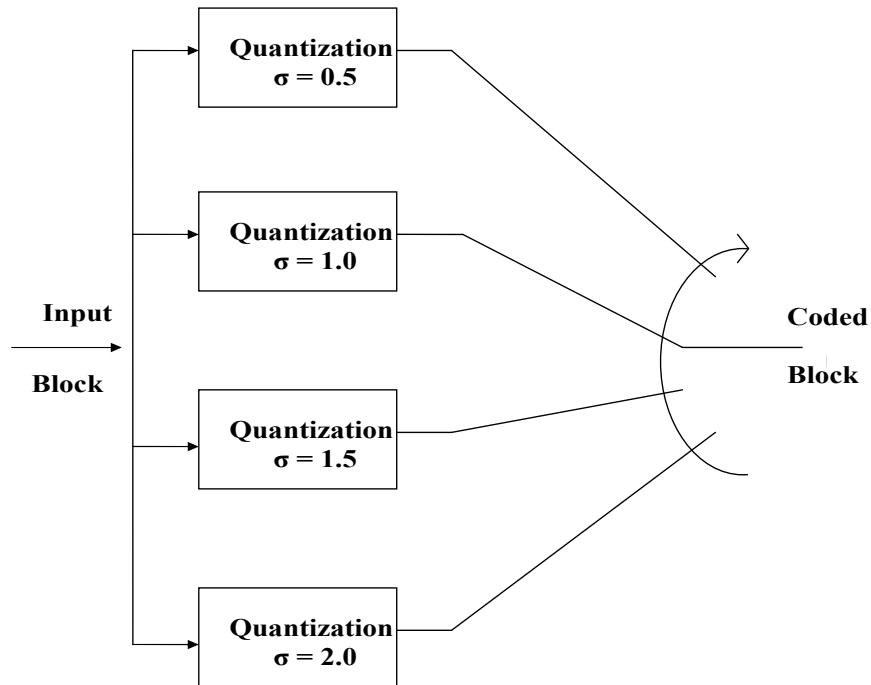 Quantization
σ = 0.5
Quantization
σ = 1.0
Input
Block
Coded
Block
Quantization
σ = 1.5
Quantization
σ = 2.0